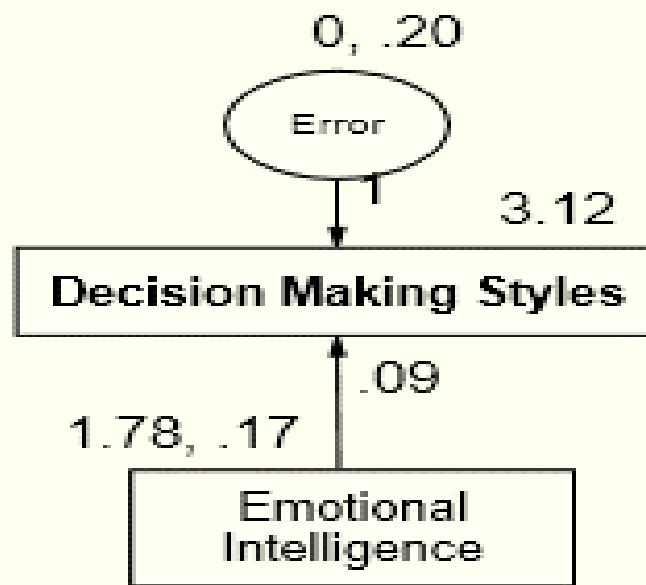 0, .20
Error
1
3.12
Decision Making Styles
.09
1.78, .17
Emotional
Intelligence